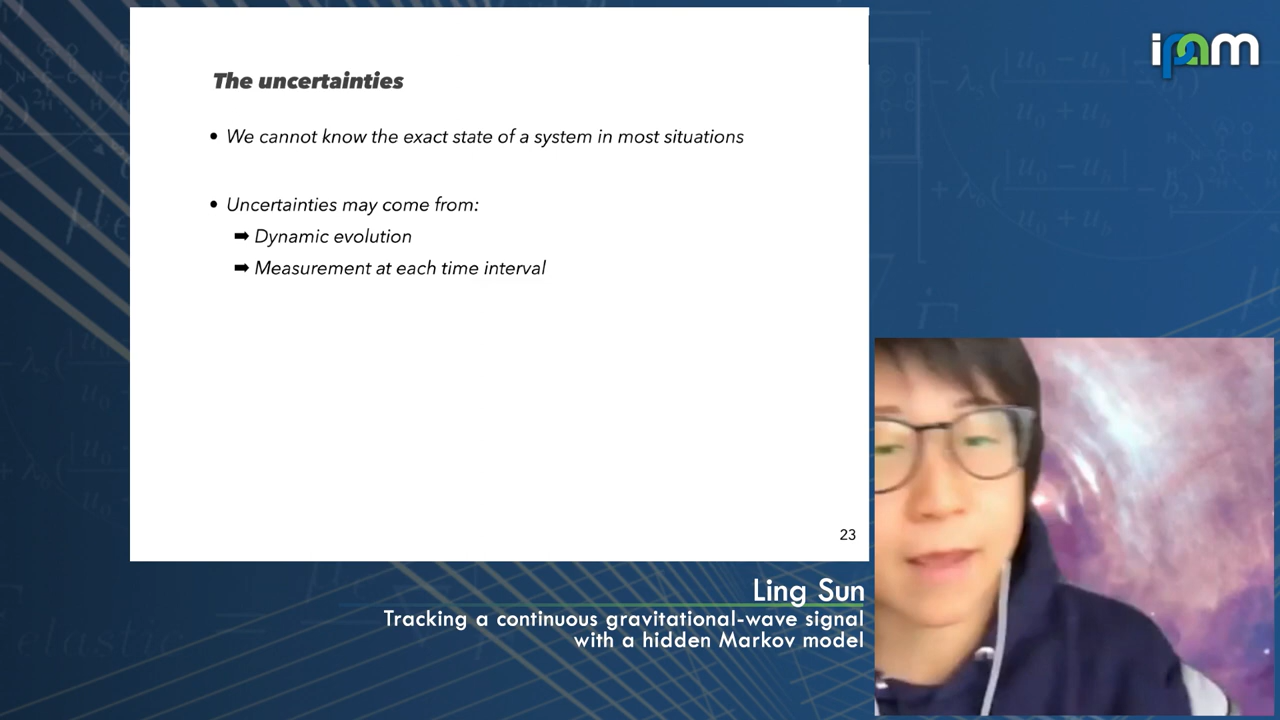 ipam
The uncertainties
• We cannot know the exact state of a system in most situations
• Uncertainties may come from:
➡ Dynamic evolution
➡ Measurement at each time interval
23
Ling Sun
Tracking a continuous gravitational-wave signal
with a hidden Markov model